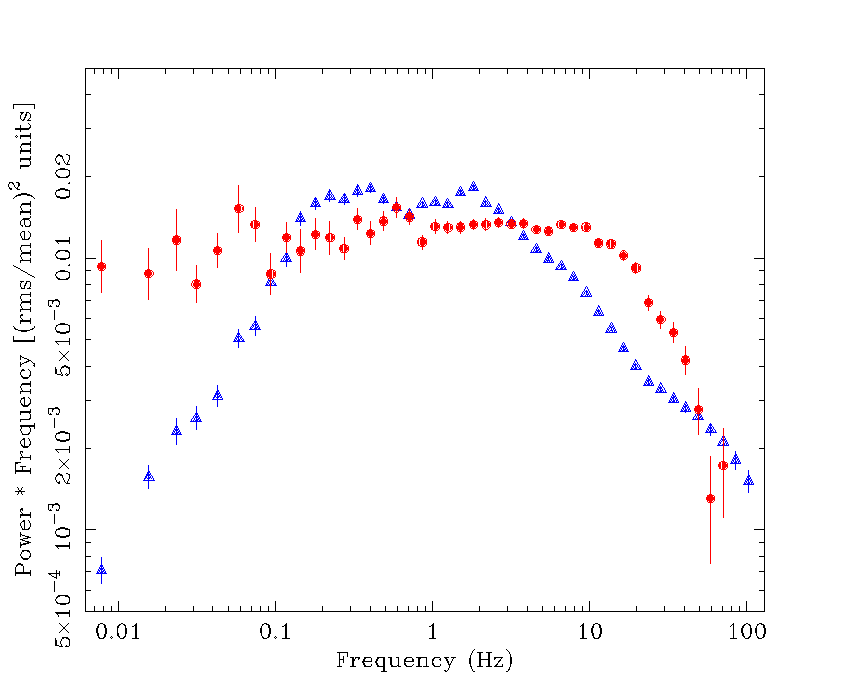 Power * Frequency [(rms/mean)² units]
0.02
0.01
5×10⁻³
2×10⁻³
10⁻³
5×10⁻⁴
0.01 0.1 1 10 100
Frequency (Hz)